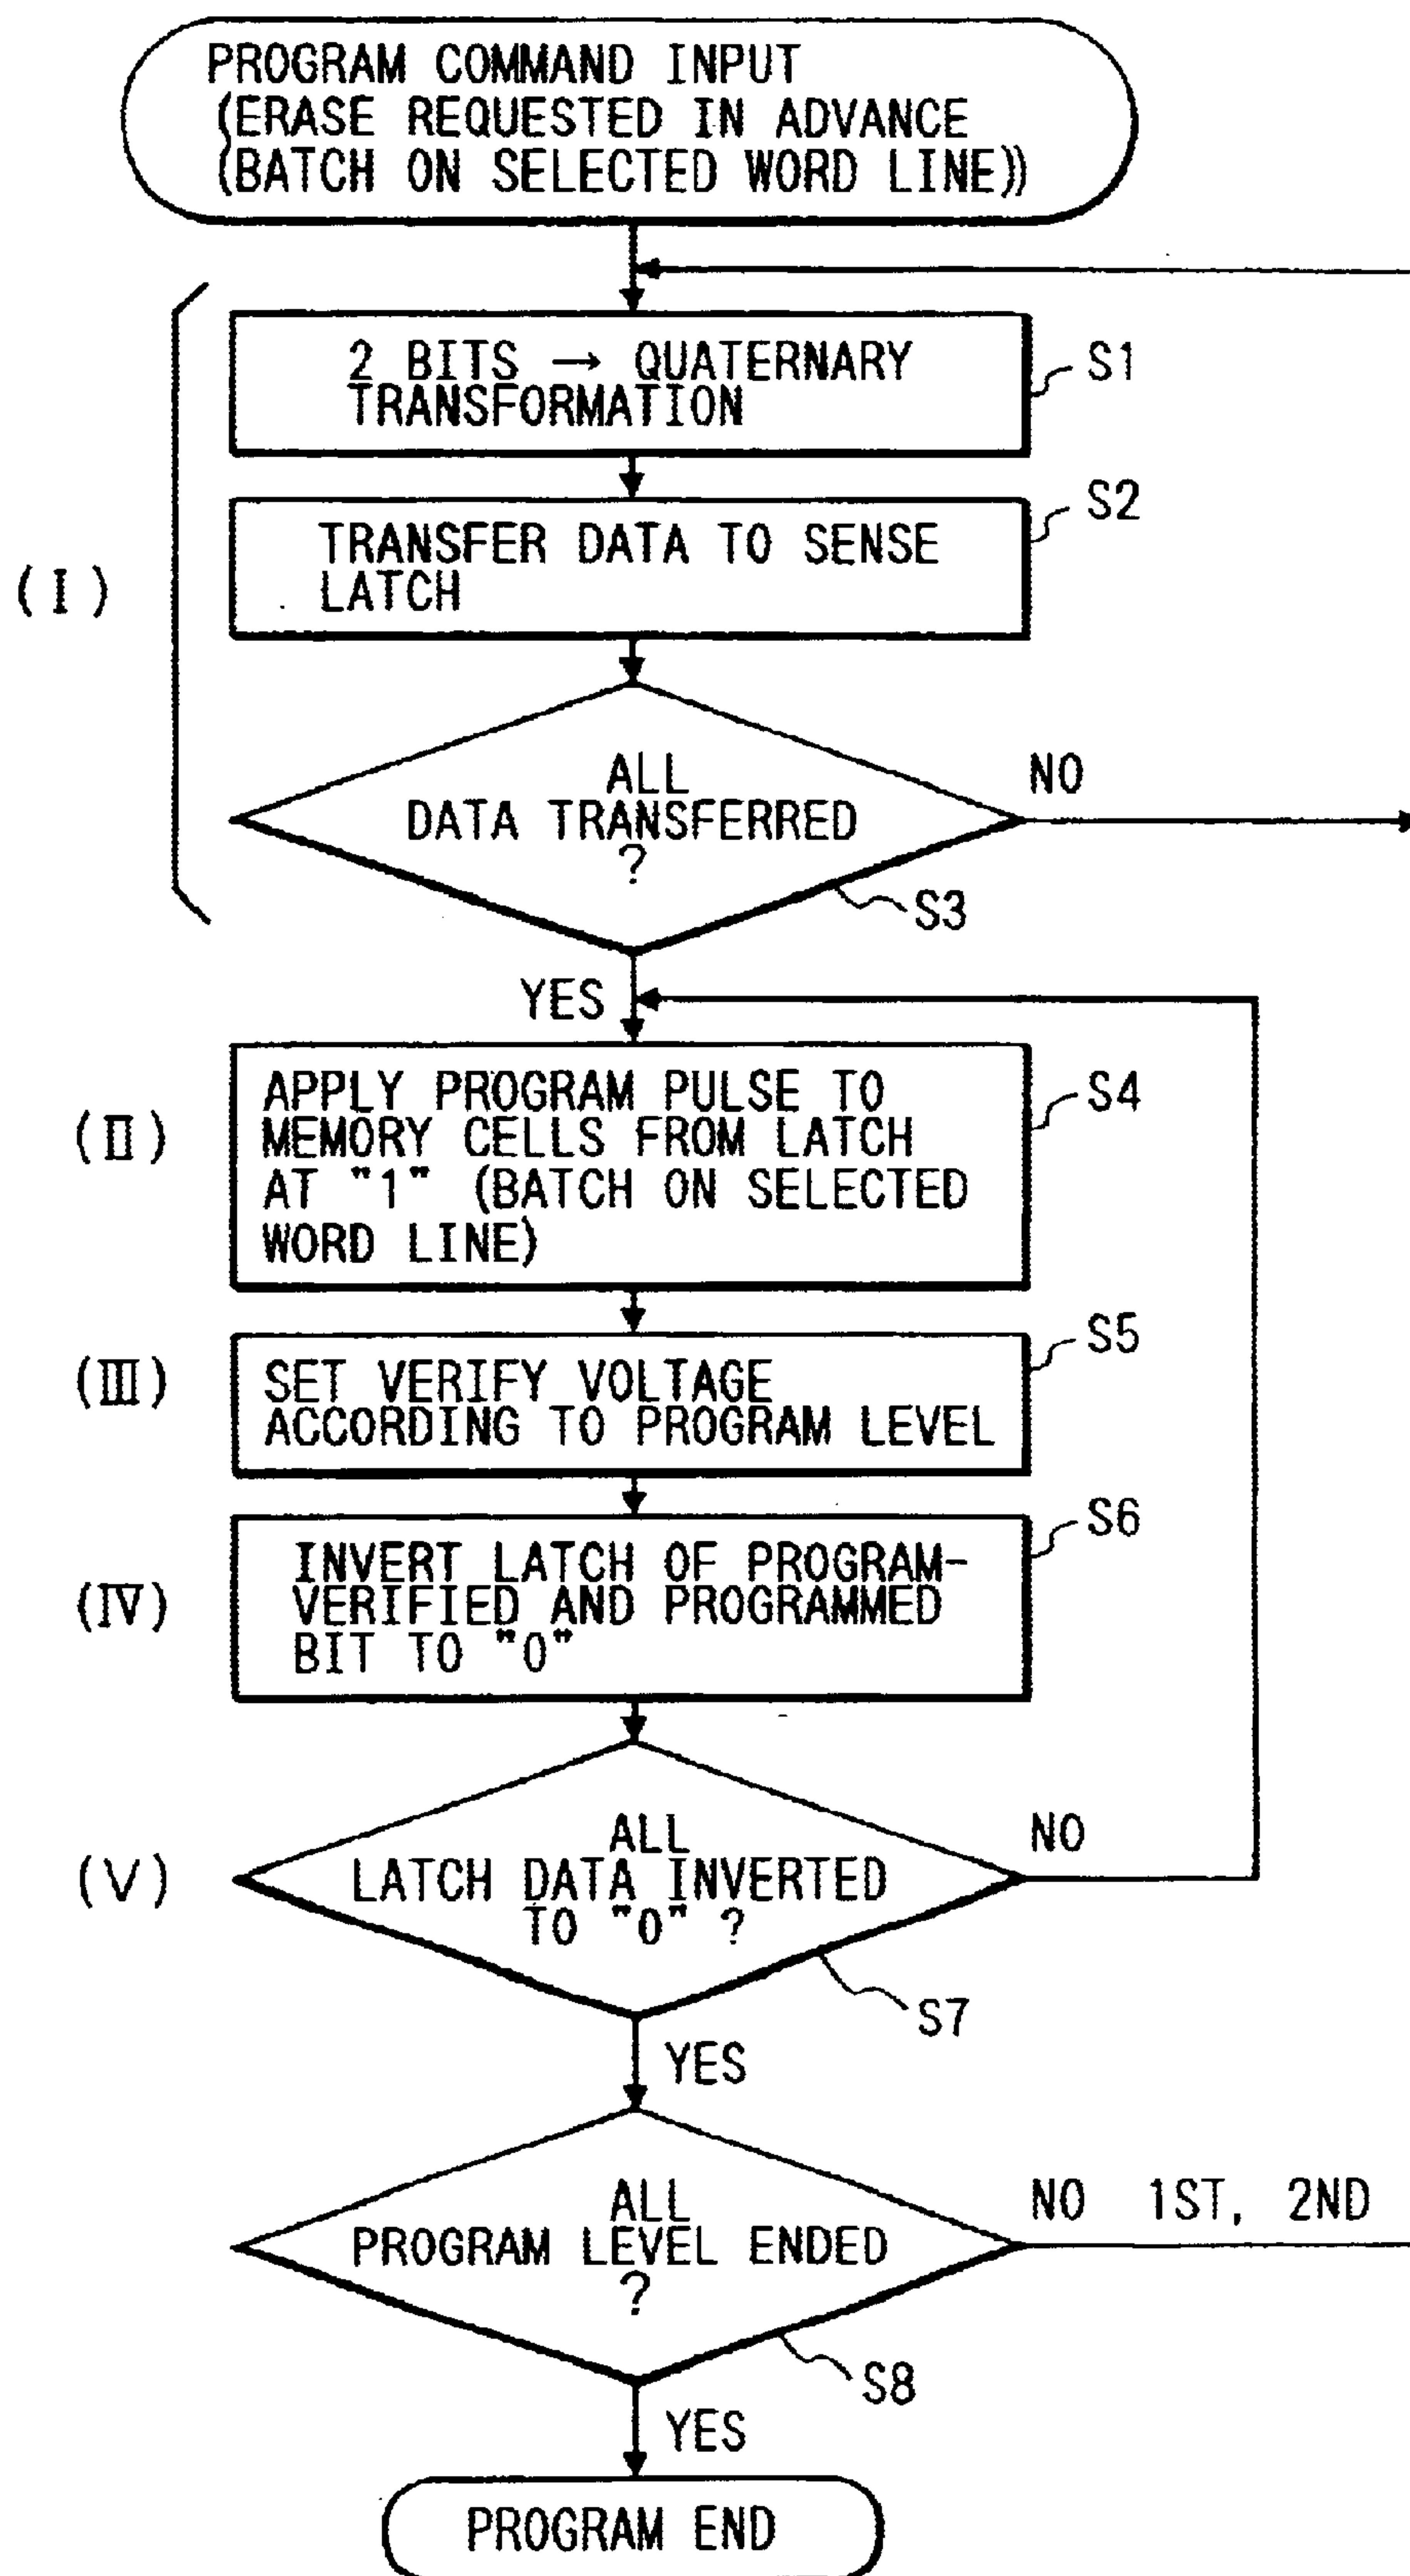 PROGRAM COMMAND INPUT
(ERASE REQUESTED IN ADVANCE
(BATCH ON SELECTED WORD LINE))
2 BITS → QUATERNARY
TRANSFORMATION
S1
TRANSFER DATA TO SENSE
LATCH
S2
(I)
ALL
DATA TRANSFERRED
?
NO
S3
YES
(II)
APPLY PROGRAM PULSE TO
MEMORY CELLS FROM LATCH
AT "1" (BATCH ON SELECTED
WORD LINE)
S4
(III)
SET VERIFY VOLTAGE
ACCORDING TO PROGRAM LEVEL
S5
(IV)
INVERT LATCH OF PROGRAM-
VERIFIED AND PROGRAMMED
BIT TO "0"
S6
(V)
ALL
LATCH DATA INVERTED
TO "0" ?
NO
S7
YES
ALL
PROGRAM LEVEL ENDED
?
NO 1ST, 2ND
S8
YES
PROGRAM END